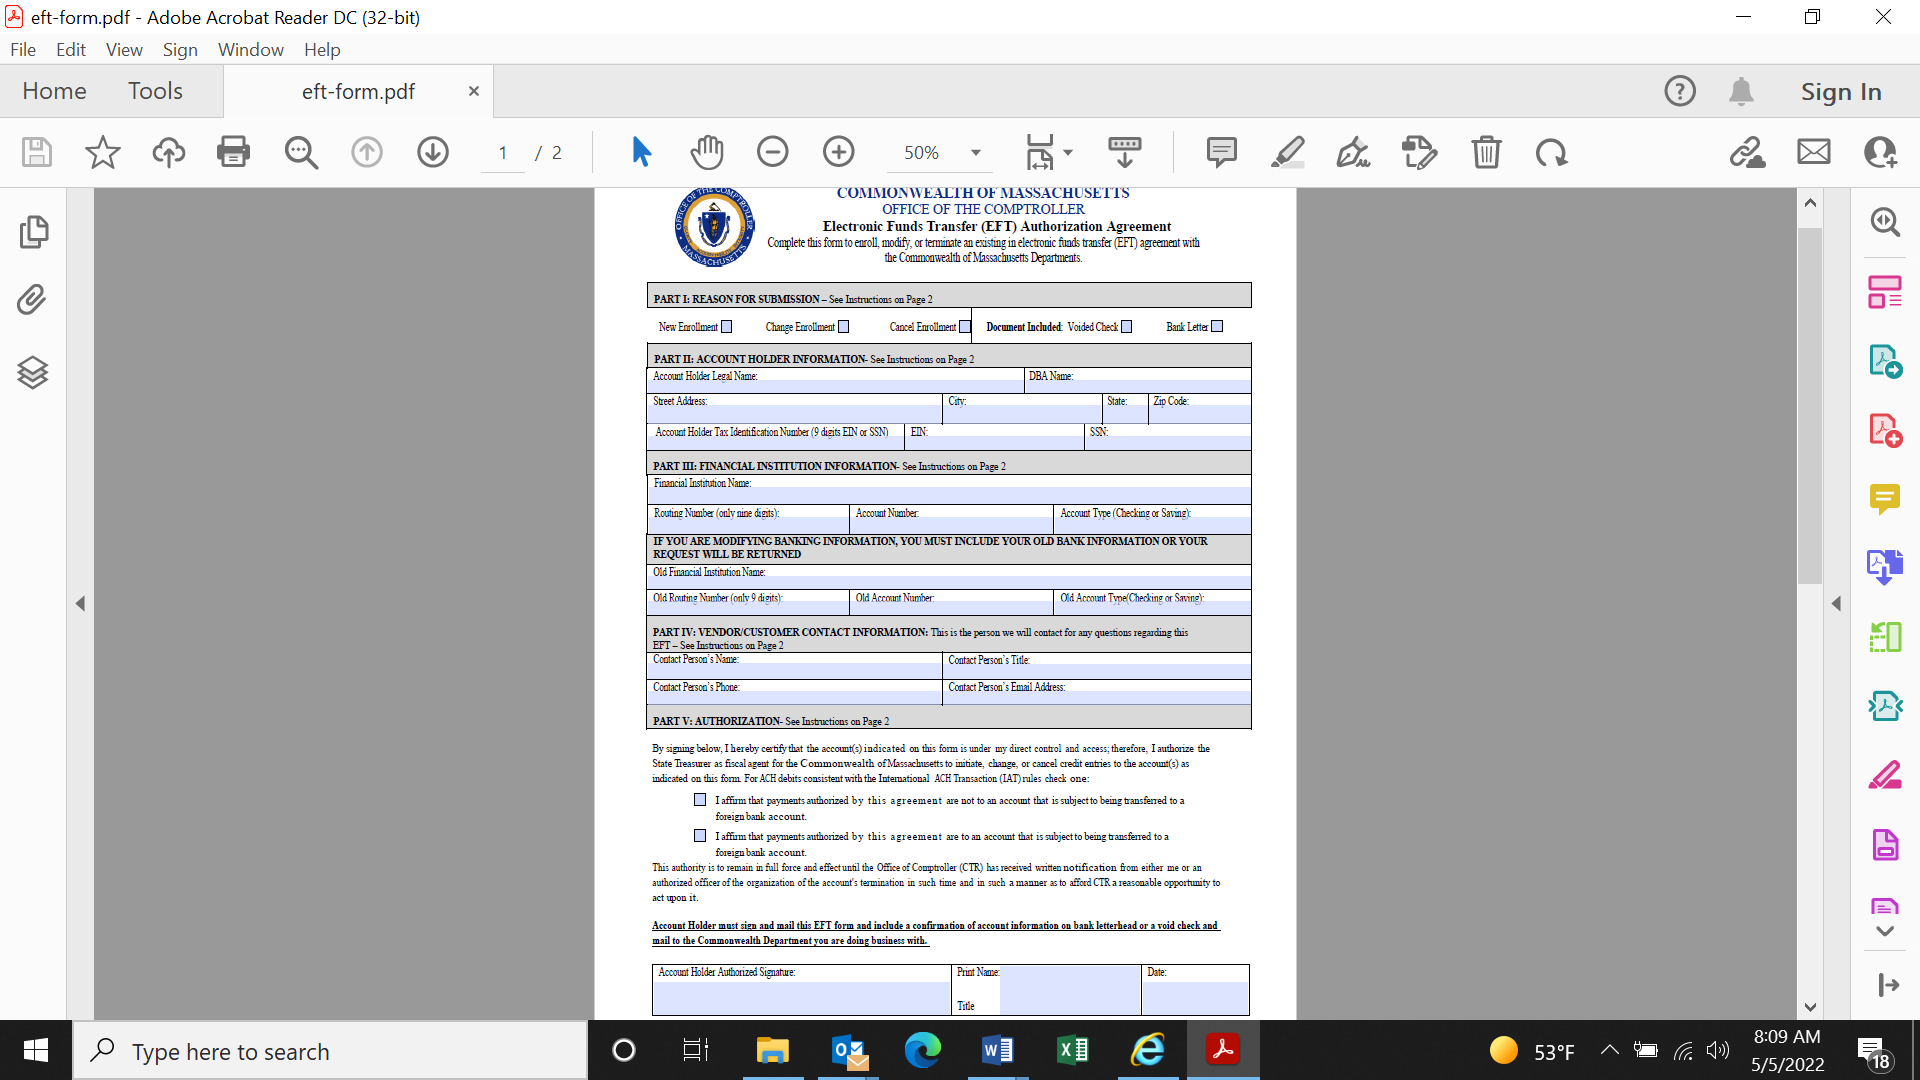 eft-form.pdf - Adobe Acrobat Reader DC (32-bit)
File Edit View Sign Window Help
Home Tools eft-form.pdf Sign In
1 / 2 50%
OFFICE OF THE COMPTROLLER
MASSACHUSETTS
COMMONWEALTH OF MASSACHUSETTS
OFFICE OF THE COMPTROLLER
Electronic Funds Transfer (EFT) Authorization Agreement
Complete this form to enroll, modify, or terminate an existing in electronic funds transfer (EFT) agreement with
the Commonwealth of Massachusetts Departments.
PART I: REASON FOR SUBMISSION – See Instructions on Page 2
New Enrollment Change Enrollment Cancel Enrollment Document Included: Voided Check Bank Letter
PART II: ACCOUNT HOLDER INFORMATION- See Instructions on Page 2
Account Holder Legal Name: DBA Name:
Street Address: City: State: Zip Code:
Account Holder Tax Identification Number (9 digits EIN or SSN) EIN: SSN:
PART III: FINANCIAL INSTITUTION INFORMATION- See Instructions on Page 2
Financial Institution Name:
Routing Number (only nine digits): Account Number: Account Type (Checking or Saving):
IF YOU ARE MODIFYING BANKING INFORMATION, YOU MUST INCLUDE YOUR OLD BANK INFORMATION OR YOUR
REQUEST WILL BE RETURNED
Old Financial Institution Name:
Old Routing Number (only 9 digits): Old Account Number: Old Account Type(Checking or Saving):
PART IV: VENDOR/CUSTOMER CONTACT INFORMATION: This is the person we will contact for any questions regarding this
EFT – See Instructions on Page 2
Contact Person's Name: Contact Person's Title:
Contact Person's Phone: Contact Person's Email Address:
PART V: AUTHORIZATION- See Instructions on Page 2
By signing below, I hereby certify that the account(s) indicated on this form is under my direct control and access; therefore, I authorize the
State Treasurer as fiscal agent for the Commonwealth of Massachusetts to initiate, change, or cancel credit entries to the account(s) as
indicated on this form. For ACH debits consistent with the International ACH Transaction (IAT) rules check one:
I affirm that payments authorized by this agreement are not to an account that is subject to being transferred to a
foreign bank account.
I affirm that payments authorized by this agreement are to an account that is subject to being transferred to a
foreign bank account.
This authority is to remain in full force and effect until the Office of Comptroller (CTR) has received written notification from either me or an
authorized officer of the organization of the account's termination in such time and in such a manner as to afford CTR a reasonable opportunity to
act upon it.
Account Holder must sign and mail this EFT form and include a confirmation of account information on bank letterhead or a void check and
mail to the Commonwealth Department you are doing business with.
Account Holder Authorized Signature: Print Name: Date:
Title
Type here to search
53°F
8:09 AM
5/5/2022
18